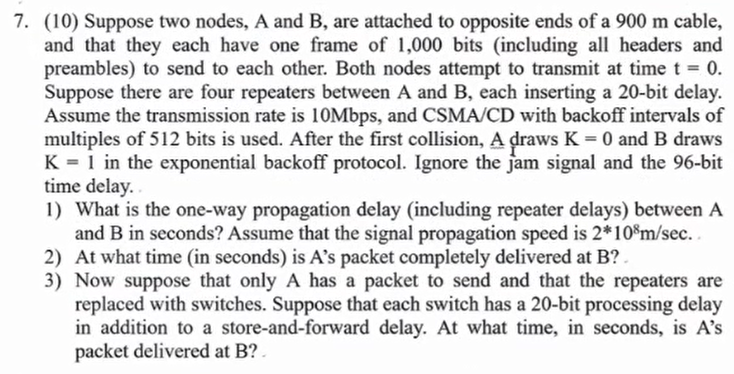 7. (10) Suppose two nodes, A and B, are attached to opposite ends of a 900 m cable,
and that they each have one frame of 1,000 bits (including all headers and
preambles) to send to each other. Both nodes attempt to transmit at time t = 0.
Suppose there are four repeaters between A and B, each inserting a 20-bit delay.
Assume the transmission rate is 10Mbps, and CSMA/CD with backoff intervals of
multiples of 512 bits is used. After the first collision, A draws K = 0 and B draws
K = 1 in the exponential backoff protocol. Ignore the jam signal and the 96-bit
time delay.
1) What is the one-way propagation delay (including repeater delays) between A
and B in seconds? Assume that the signal propagation speed is 2*10⁸m/sec.
2) At what time (in seconds) is A's packet completely delivered at B?
3) Now suppose that only A has a packet to send and that the repeaters are
replaced with switches. Suppose that each switch has a 20-bit processing delay
in addition to a store-and-forward delay. At what time, in seconds, is A's
packet delivered at B?